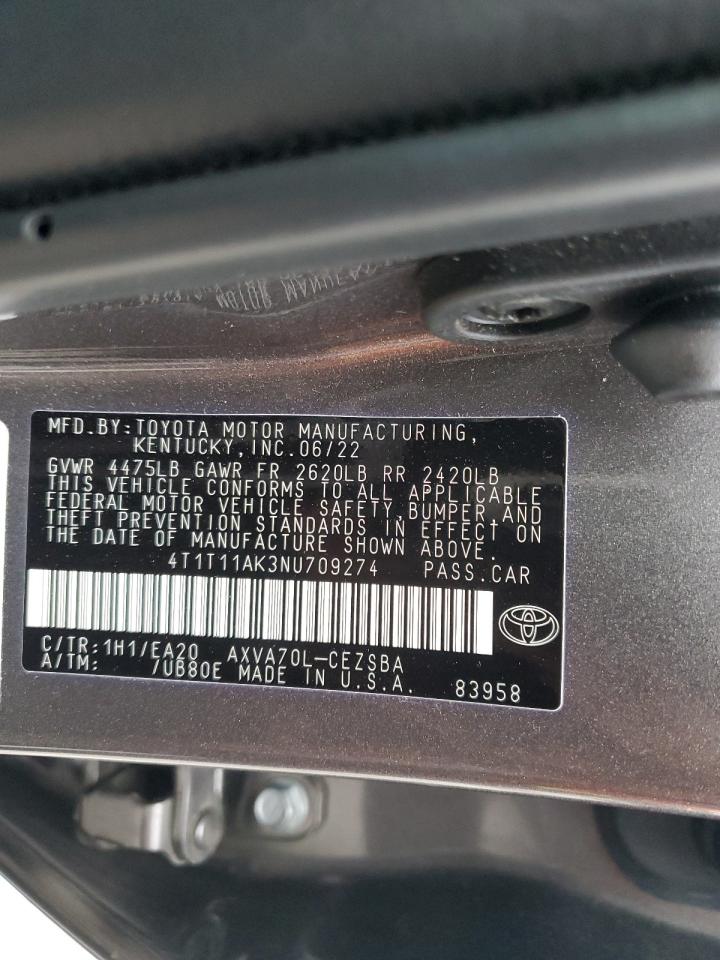 MFD.BY:TOYOTA MOTOR MANUFACTURING,
KENTUCKY,INC.06/22
GVWR 4475LB GAWR FR 2620LB RR 2420LB
THIS VEHICLE CONFORMS TO ALL APPLICABLE
FEDERAL MOTOR VEHICLE SAFETY,BUMPER AND
THEFT PREVENTION STANDARDS IN EFFECT ON
THE DATE OF MANUFACTURE SHOWN ABOVE.
4T1T11AK3NU709274 PASS.CAR
C/TR:1H1/EA20 AXVA70L-CEZSBA
A/TM: 7UB80E MADE IN U.S.A. 83958